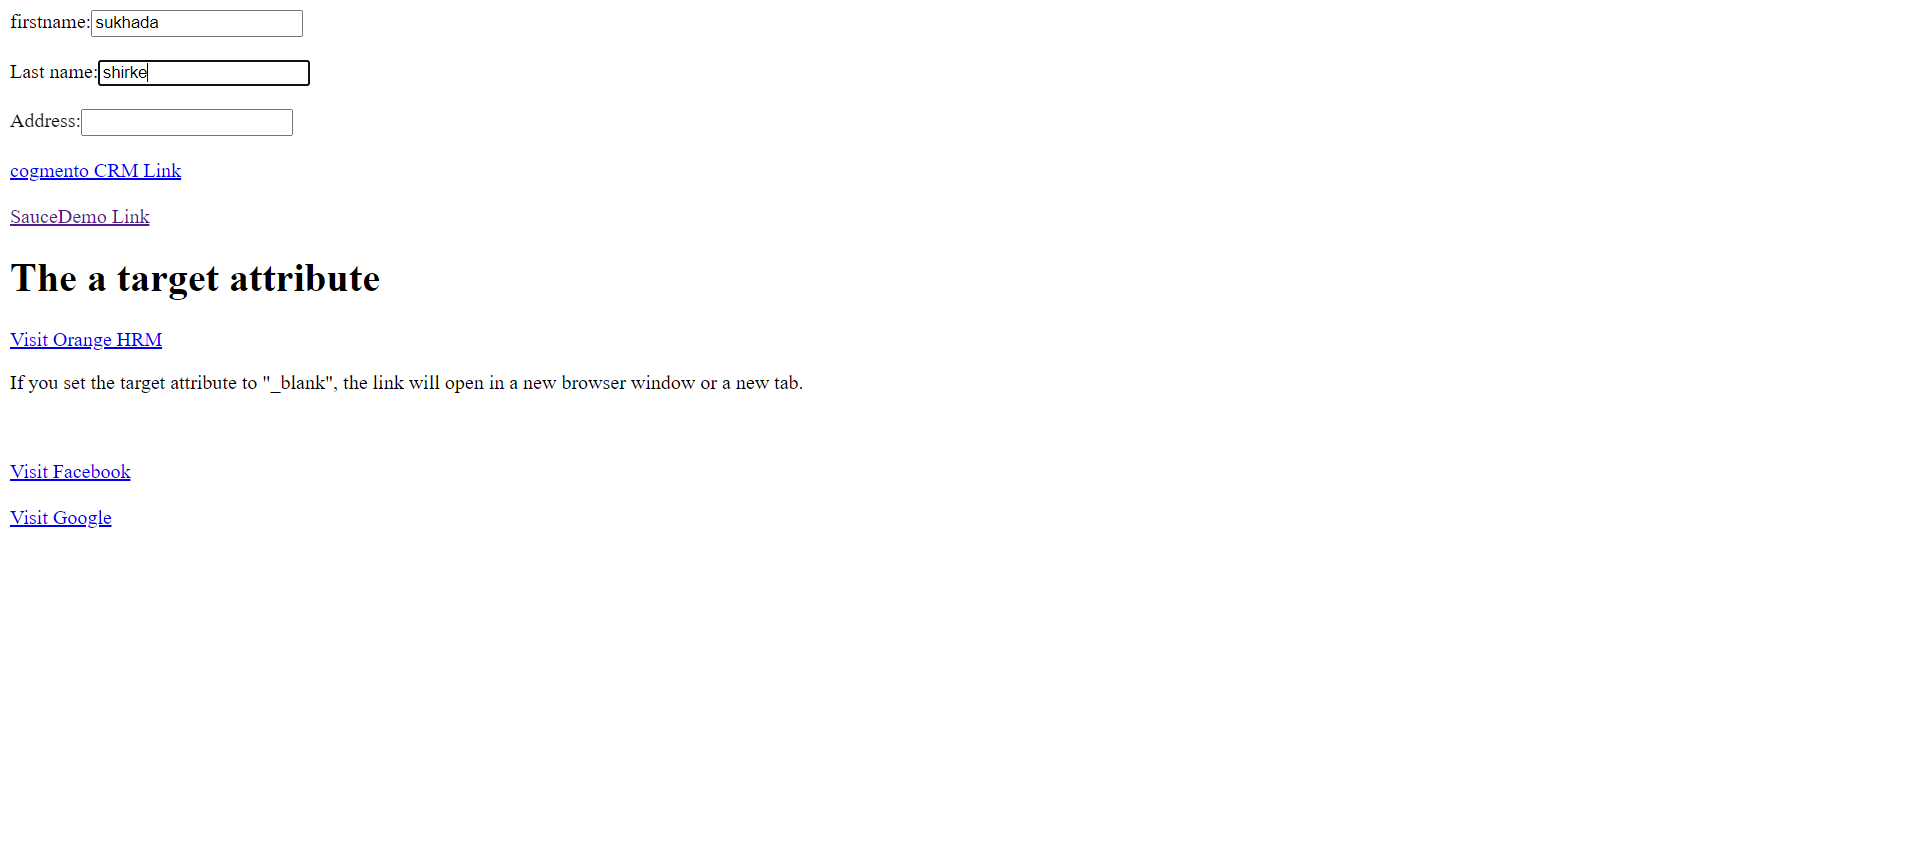 firstname:sukhada
Last name:shirke
Address:
cogmento CRM Link
SauceDemo Link
The a target attribute
Visit Orange HRM
If you set the target attribute to "_blank", the link will open in a new browser window or a new tab.
Visit Facebook
Visit Google